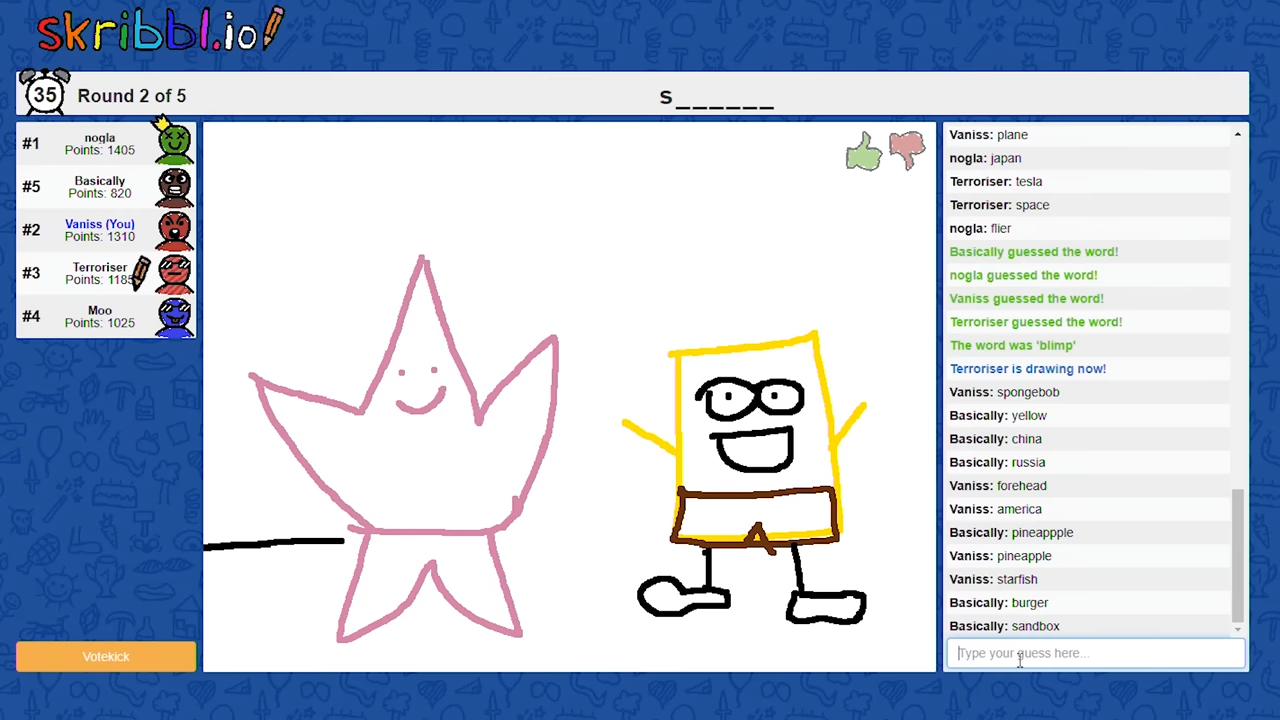 skribbl.io
35
Round 2 of 5
s______
#1
nogla
Points: 1405
#5
Basically
Points: 820
#2
Vaniss (You)
Points: 1310
#3
Terroriser
Points: 1185
#4
Moo
Points: 1025
Votekick
Vaniss: plane
nogla: japan
Terroriser: tesla
Terroriser: space
nogla: flier
Basically guessed the word!
nogla guessed the word!
Vaniss guessed the word!
Terroriser guessed the word!
The word was 'blimp'
Terroriser is drawing now!
Vaniss: spongebob
Basically: yellow
Basically: china
Basically: russia
Vaniss: forehead
Vaniss: america
Basically: pineappple
Vaniss: pineapple
Vaniss: starfish
Basically: burger
Basically: sandbox
Type your guess here...